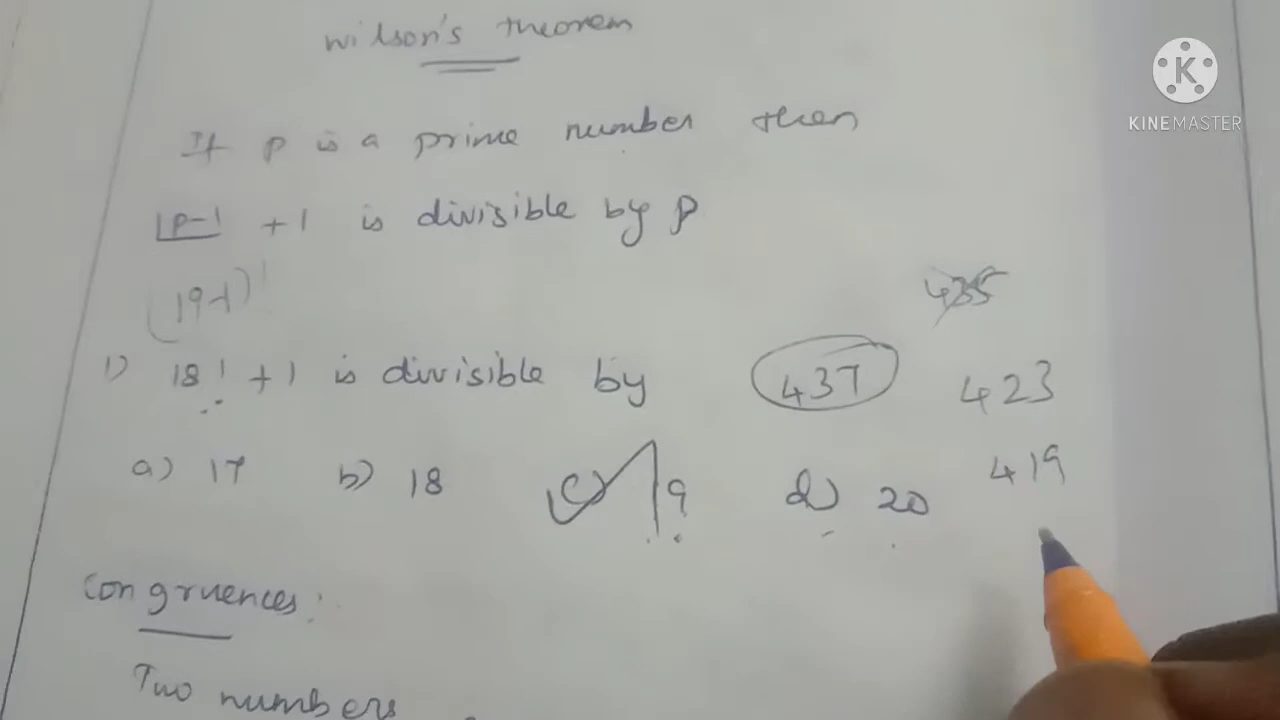 Wilson's theorem
KINEMASTER
If p is a prime number then
|p-1 +1 is divisible by p
(19-1)!
435
1) 18! +1 is divisible by 437 423
a) 17 b) 18 c) 19 d) 20 419
Congruences:
Two numbers